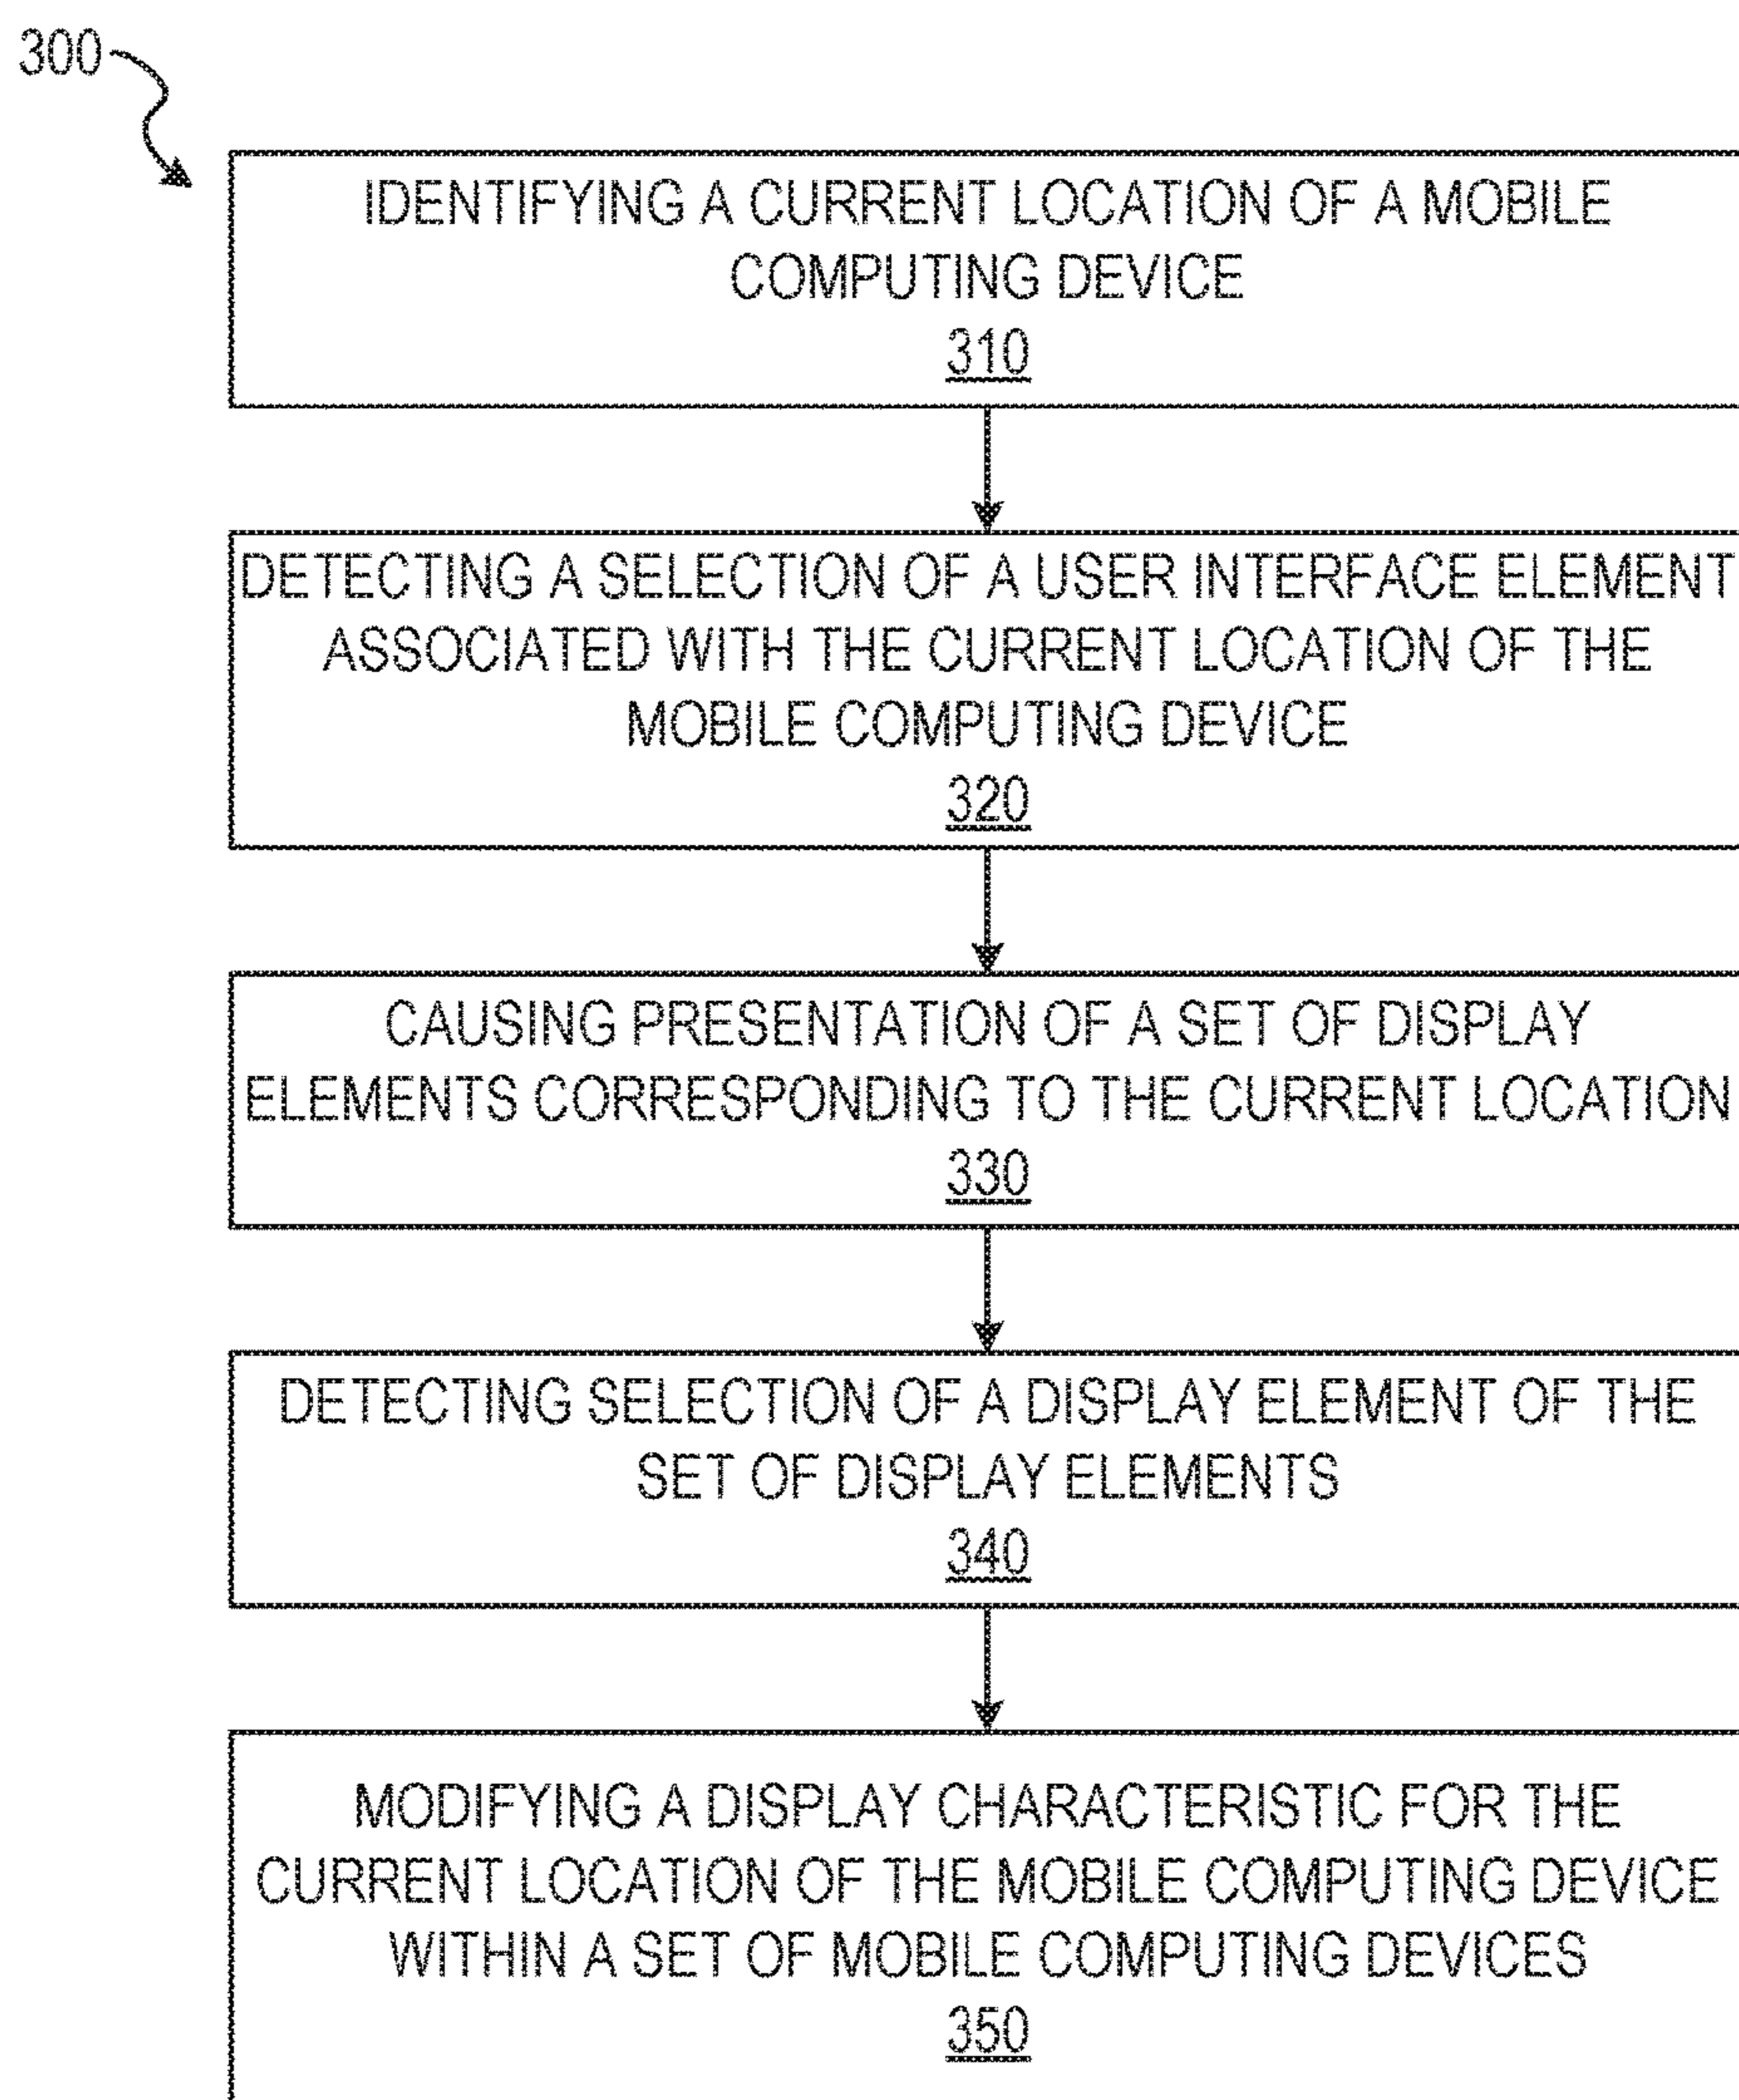 300
IDENTIFYING A CURRENT LOCATION OF A MOBILE
COMPUTING DEVICE
310
DETECTING A SELECTION OF A USER INTERFACE ELEMENT
ASSOCIATED WITH THE CURRENT LOCATION OF THE
MOBILE COMPUTING DEVICE
320
CAUSING PRESENTATION OF A SET OF DISPLAY
ELEMENTS CORRESPONDING TO THE CURRENT LOCATION
330
DETECTING SELECTION OF A DISPLAY ELEMENT OF THE
SET OF DISPLAY ELEMENTS
340
MODIFYING A DISPLAY CHARACTERISTIC FOR THE
CURRENT LOCATION OF THE MOBILE COMPUTING DEVICE
WITHIN A SET OF MOBILE COMPUTING DEVICES
350